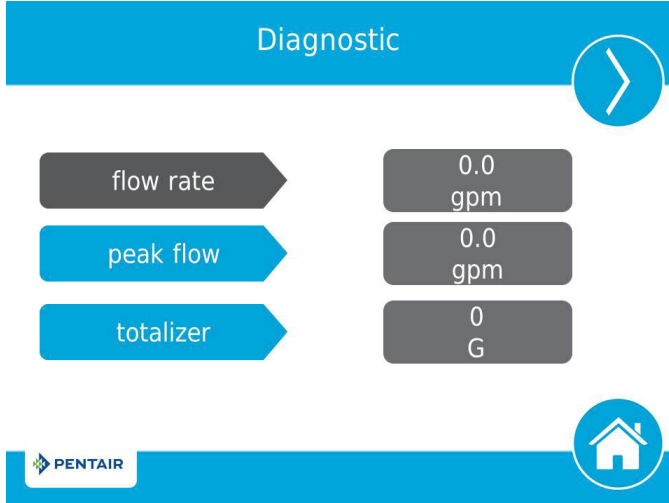 Diagnostic
flow rate
0.0
gpm
peak flow
0.0
gpm
totalizer
0
G
PENTAIR